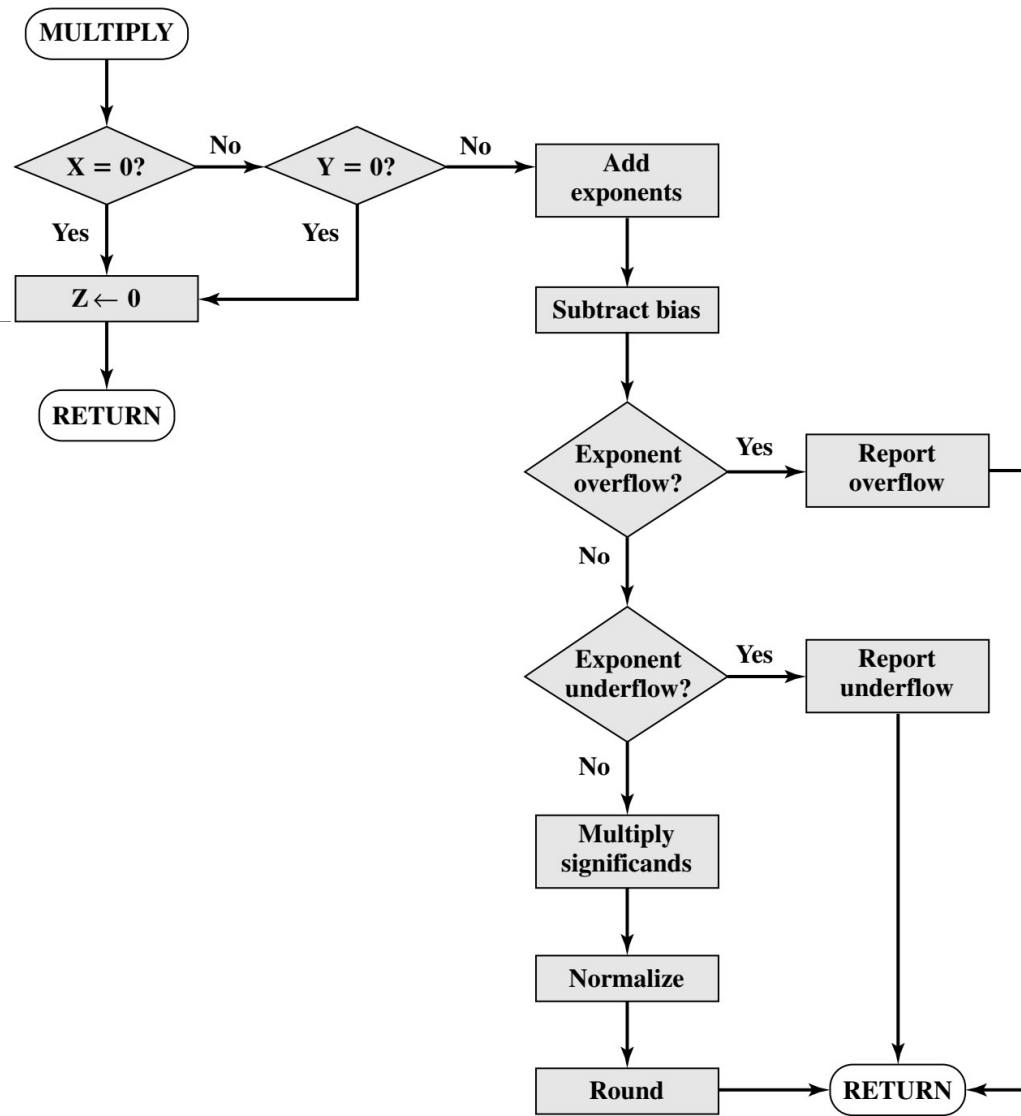 MULTIPLY
X = 0?
No
Y = 0?
No
Add
exponents
Yes
Yes
Z ← 0
Subtract bias
RETURN
Exponent
overflow?
Yes
Report
overflow
No
Exponent
underflow?
Yes
Report
underflow
No
Multiply
significands
Normalize
Round
RETURN